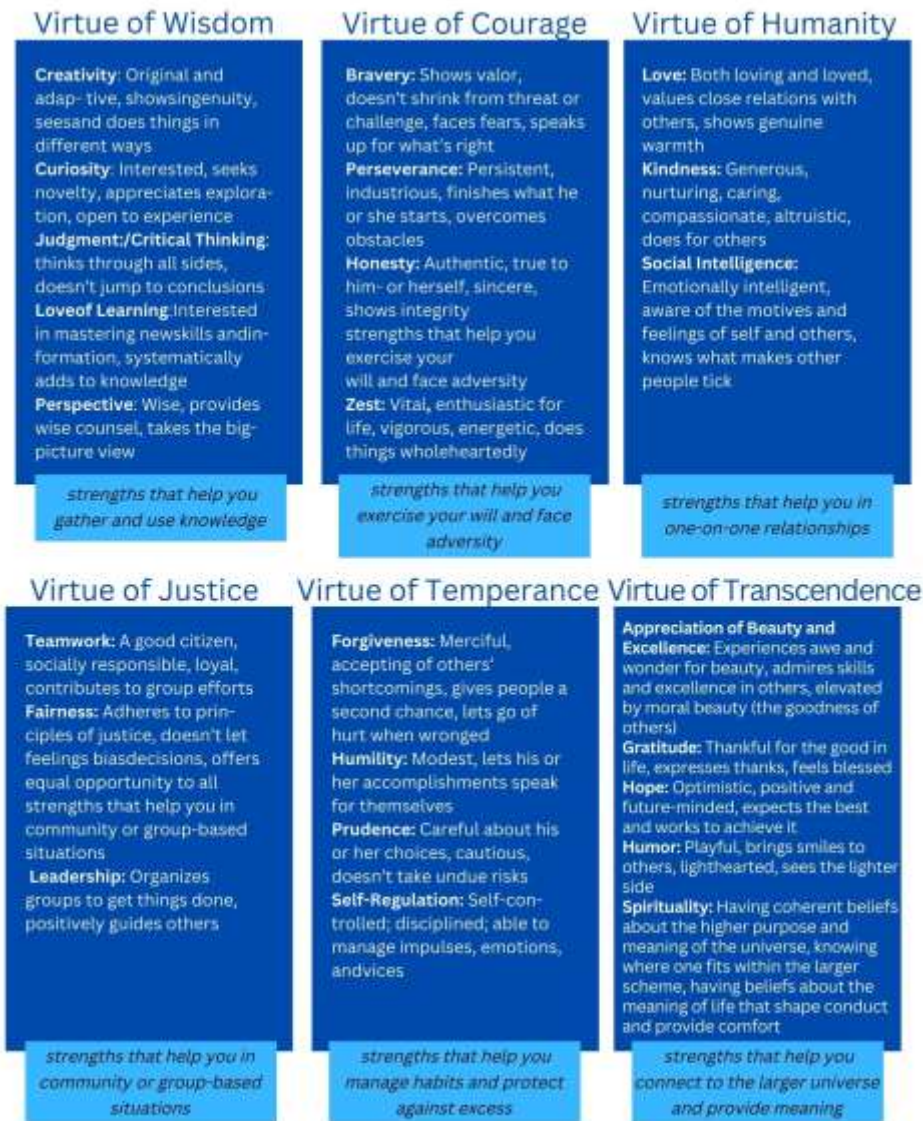 Virtue of Wisdom
Creativity: Original and
adap- tive, showsingenuity,
seesand does things in
different ways
Curiosity: Interested, seeks
novelty, appreciates explora-
tion, open to experience
Judgment:/Critical Thinking:
thinks through all sides,
doesn't jump to conclusions
Loveof Learning:Interested
in mastering newskills andin-
formation, systematically
adds to knowledge
Perspective: Wise, provides
wise counsel, takes the big-
picture view
strengths that help you
gather and use knowledge
Virtue of Courage
Bravery: Shows valor,
doesn't shrink from threat or
challenge, faces fears, speaks
up for what's right
Perseverance: Persistent,
industrious, finishes what he
or she starts, overcomes
obstacles
Honesty: Authentic, true to
him- or herself, sincere,
shows integrity
strengths that help you
exercise your
will and face adversity
Zest: Vital, enthusiastic for
life, vigorous, energetic, does
things wholeheartedly
strengths that help you
exercise your will and face
adversity
Virtue of Humanity
Love: Both loving and loved,
values close relations with
others, shows genuine
warmth
Kindness: Generous,
nurturing, caring,
compassionate, altruistic,
does for others
Social Intelligence:
Emotionally intelligent,
aware of the motives and
feelings of self and others,
knows what makes other
people tick
strengths that help you in
one-on-one relationships
Virtue of Justice
Teamwork: A good citizen,
socially responsible, loyal,
contributes to group efforts
Fairness: Adheres to prin-
ciples of justice, doesn't let
feelings biasdecisions, offers
equal opportunity to all
strengths that help you in
community or group-based
situations
Leadership: Organizes
groups to get things done,
positively guides others
strengths that help you in
community or group-based
situations
Virtue of Temperance
Forgiveness: Merciful,
accepting of others'
shortcomings, gives people a
second chance, lets go of
hurt when wronged
Humility: Modest, lets his or
her accomplishments speak
for themselves
Prudence: Careful about his
or her choices, cautious,
doesn't take undue risks
Self-Regulation: Self-con-
trolled; disciplined; able to
manage impulses, emotions,
andvices
strengths that help you
manage habits and protect
against excess
Virtue of Transcendence
Appreciation of Beauty and
Excellence: Experiences awe and
wonder for beauty, admires skills
and excellence in others, elevated
by moral beauty (the goodness of
others)
Gratitude: Thankful for the good in
life, expresses thanks, feels blessed
Hope: Optimistic, positive and
future-minded, expects the best
and works to achieve it
Humor: Playful, brings smiles to
others, lighthearted, sees the lighter
side
Spirituality: Having coherent beliefs
about the higher purpose and
meaning of the universe, knowing
where one fits within the larger
scheme, having beliefs about the
meaning of life that shape conduct
and provide comfort
strengths that help you
connect to the larger universe
and provide meaning